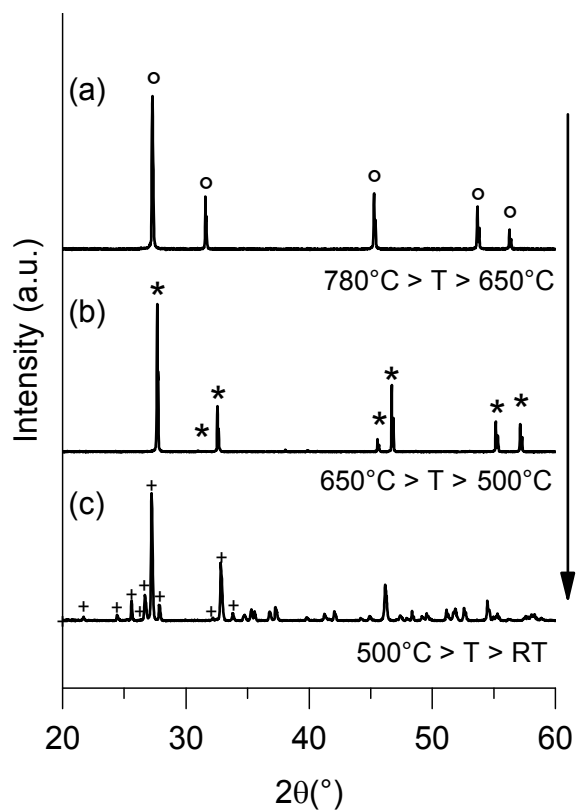 (a)
780°C > T > 650°C
(b)
650°C > T > 500°C
(c)
500°C > T > RT
Intensity (a.u.)
20 30 40 50 60
2θ(°)